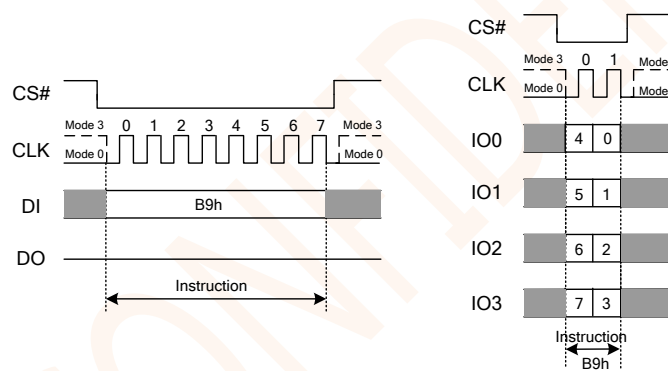 CS#
Mode 3 0 1 2 3 4 5 6 7 Mode 3
CLK
Mode 0 Mode 0
DI B9h
DO
Instruction
CS#
Mode 3 0 1 Mode
CLK
Mode 0 Mode
IO0 4 0
IO1 5 1
IO2 6 2
IO3 7 3
Instruction
B9h